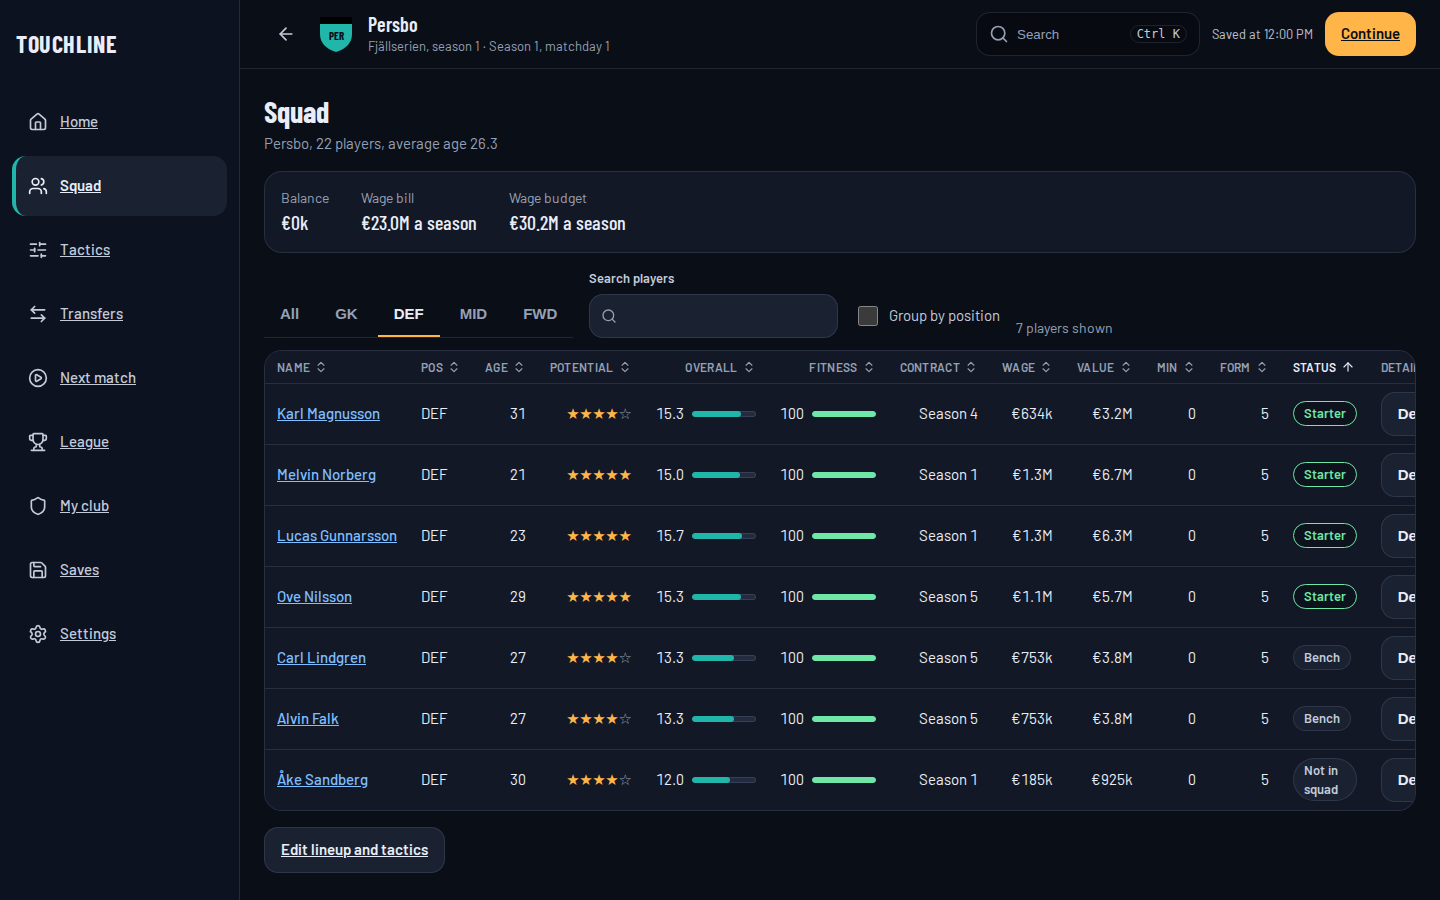 TOUCHLINE
Home
Squad
Tactics
Transfers
Next match
League
My club
Saves
Settings
PER
Persbo
Fjällserien, season 1 · Season 1, matchday 1
Search Ctrl K
Saved at 12:00 PM
Continue
Squad
Persbo, 22 players, average age 26.3
Balance Wage bill Wage budget
€0k €23.0M a season €30.2M a season
Search players
All GK DEF MID FWD
Group by position
7 players shown
NAME POS AGE POTENTIAL OVERALL FITNESS CONTRACT WAGE VALUE MIN FORM STATUS DETAI
Karl Magnusson DEF 31 ★★★★☆ 15.3 100 Season 4 €634k €3.2M 0 5 Starter De
Melvin Norberg DEF 21 ★★★★★ 15.0 100 Season 1 €1.3M €6.7M 0 5 Starter De
Lucas Gunnarsson DEF 23 ★★★★★ 15.7 100 Season 1 €1.3M €6.3M 0 5 Starter De
Ove Nilsson DEF 29 ★★★★★ 15.3 100 Season 5 €1.1M €5.7M 0 5 Starter De
Carl Lindgren DEF 27 ★★★★☆ 13.3 100 Season 5 €753k €3.8M 0 5 Bench De
Alvin Falk DEF 27 ★★★★☆ 13.3 100 Season 5 €753k €3.8M 0 5 Bench De
Åke Sandberg DEF 30 ★★★★☆ 12.0 100 Season 1 €185k €925k 0 5 Not in squad De
Edit lineup and tactics